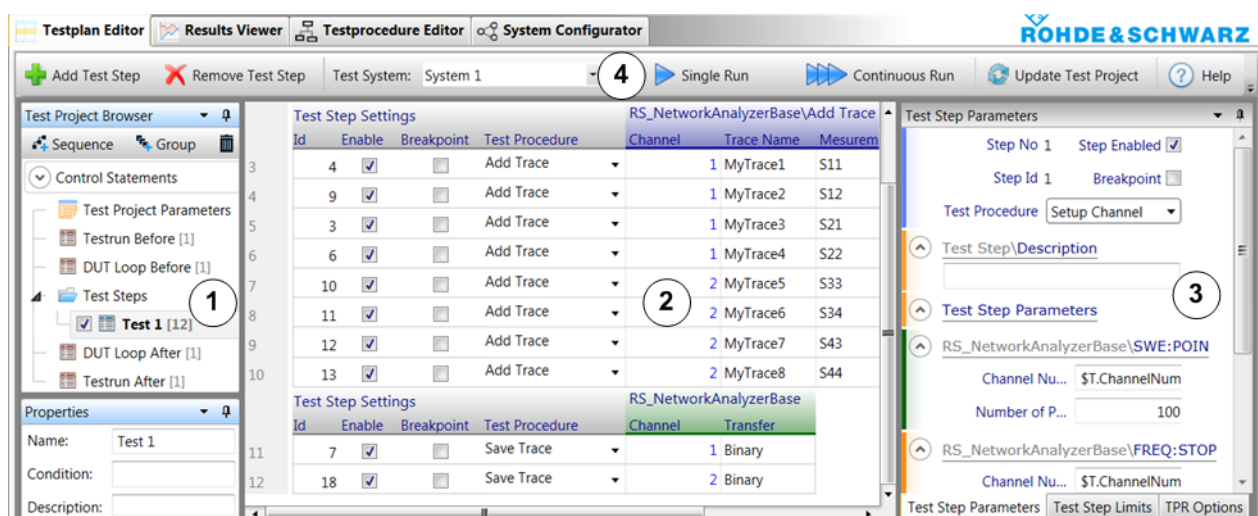 Testplan Editor Results Viewer Testprocedure Editor System Configurator
ROHDE&SCHWARZ
Add Test Step Remove Test Step Test System: System 1 4 Single Run Continuous Run Update Test Project ? Help
Test Project Browser
Sequence Group
Control Statements
Test Project Parameters
Testrun Before [1]
DUT Loop Before [1]
Test Steps
Test 1 [12]
DUT Loop After [1]
Testrun After [1]
1
Properties
Name: Test 1
Condition:
Description:
Test Step Settings RS_NetworkAnalyzerBase\Add Trace
Id Enable Breakpoint Test Procedure Channel Trace Name Mesurem
3 4 Add Trace 1 MyTrace1 S11
4 9 Add Trace 1 MyTrace2 S12
5 3 Add Trace 1 MyTrace3 S21
6 6 Add Trace 1 MyTrace4 S22
7 10 Add Trace 2 MyTrace5 S33
8 11 Add Trace 2 MyTrace6 S34
9 12 Add Trace 2 MyTrace7 S43
10 13 Add Trace 2 MyTrace8 S44
2
Test Step Settings RS_NetworkAnalyzerBase
Id Enable Breakpoint Test Procedure Channel Transfer
11 7 Save Trace 1 Binary
12 18 Save Trace 2 Binary
Test Step Parameters
Step No 1 Step Enabled
Step Id 1 Breakpoint
Test Procedure Setup Channel
Test Step\Description
3
Test Step Parameters
RS_NetworkAnalyzerBase\SWE:POIN
Channel Nu... $T.ChannelNum
Number of P... 100
RS_NetworkAnalyzerBase\FREQ:STOP
Channel Nu... $T.ChannelNum
Test Step Parameters Test Step Limits TPR Options